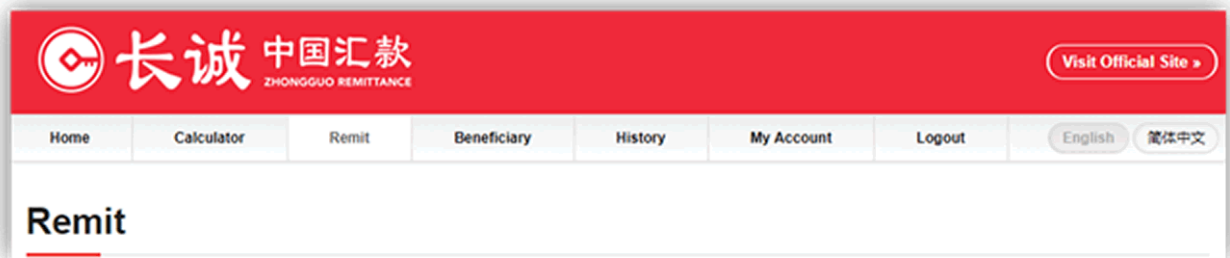 长诚 中国汇款
ZHONGGUO REMITTANCE
Visit Official Site »
Home Calculator Remit Beneficiary History My Account Logout English 简体中文
Remit